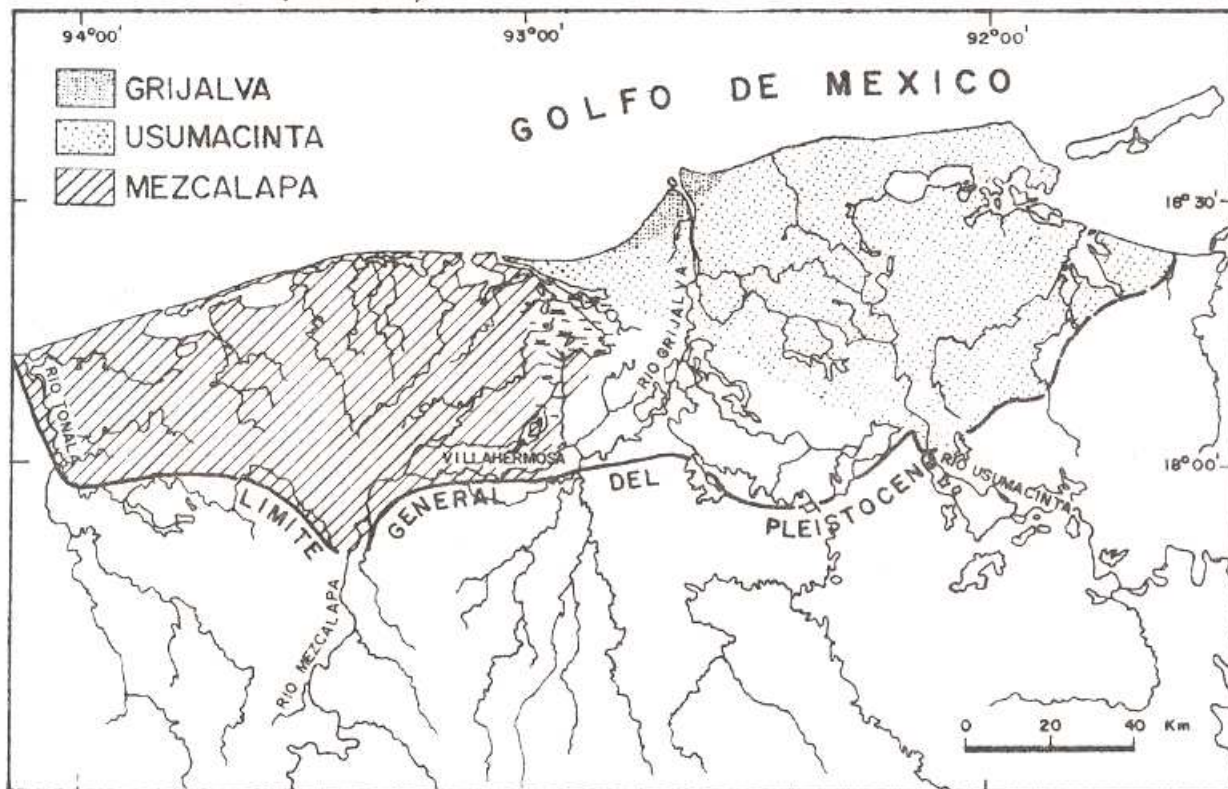 94°00'
93°00'
92°00'
GRIJALVA
USUMACINTA
MEZCALAPA
GOLFO DE MEXICO
18°30'
RIO GRIJALVA
RIO TONALA
VILLAHERMOSA
18°00'
LIMITE GENERAL DEL PLEISTOCENO
RIO USUMACINTA
RIO MEZCALAPA
0 20 40 Km